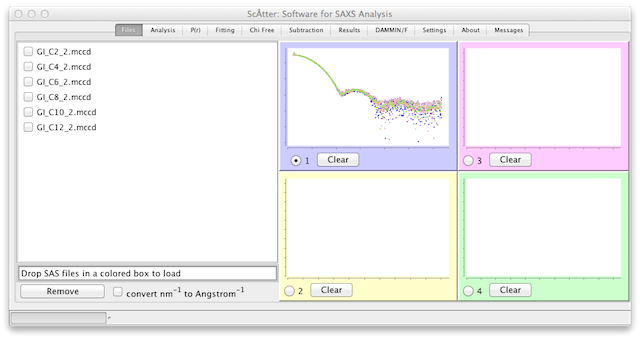 ScÅtter: Software for SAXS Analysis
Files Analysis P(r) Fitting Chi Free Subtraction Results DAMMIN/F Settings About Messages
GI_C2_2.mccd
GI_C4_2.mccd
GI_C6_2.mccd
GI_C8_2.mccd
GI_C10_2.mccd
GI_C12_2.mccd
1 Clear
3 Clear
Drop SAS files in a colored box to load
Remove
convert nm⁻¹ to Angstrom⁻¹
2 Clear
4 Clear